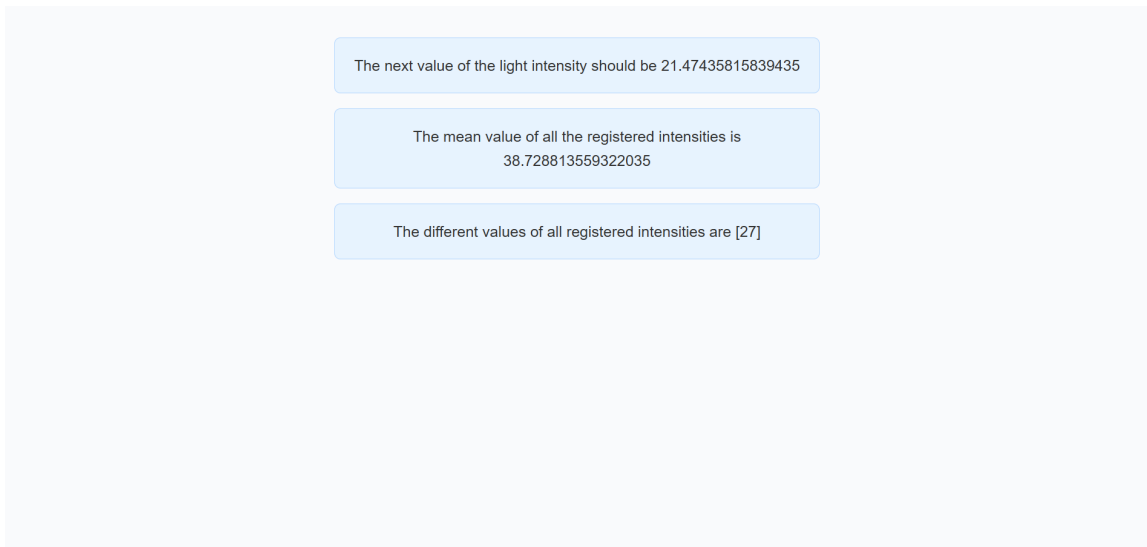 The next value of the light intensity should be 21.47435815839435
The mean value of all the registered intensities is
38.728813559322035
The different values of all registered intensities are [27]